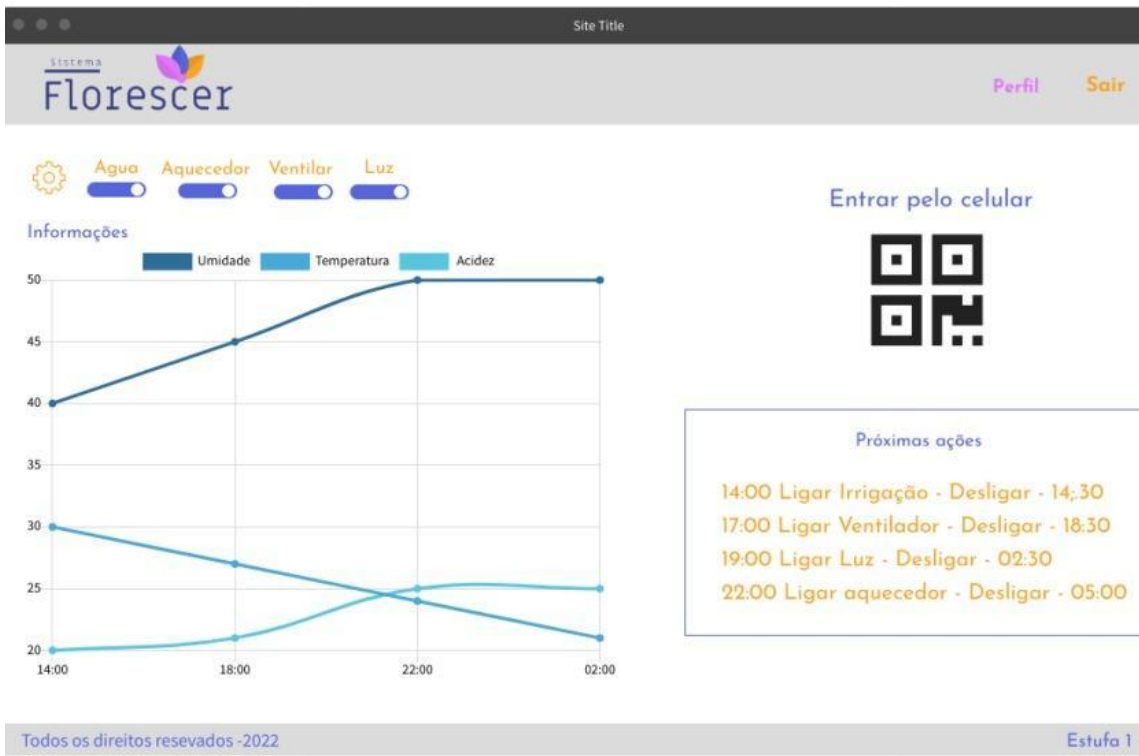 Site Title
Sistema
Florescer
Perfil
Sair
Agua Aquecedor Ventilar Luz
Informações
Umidade Temperatura Acidez
50
45
40
35
30
25
20
14:00 18:00 22:00 02:00
Entrar pelo celular
Próximas ações
14:00 Ligar Irrigação - Desligar - 14;.30
17:00 Ligar Ventilador - Desligar - 18:30
19:00 Ligar Luz - Desligar - 02:30
22:00 Ligar aquecedor - Desligar - 05:00
Todos os direitos resevados -2022
Estufa 1